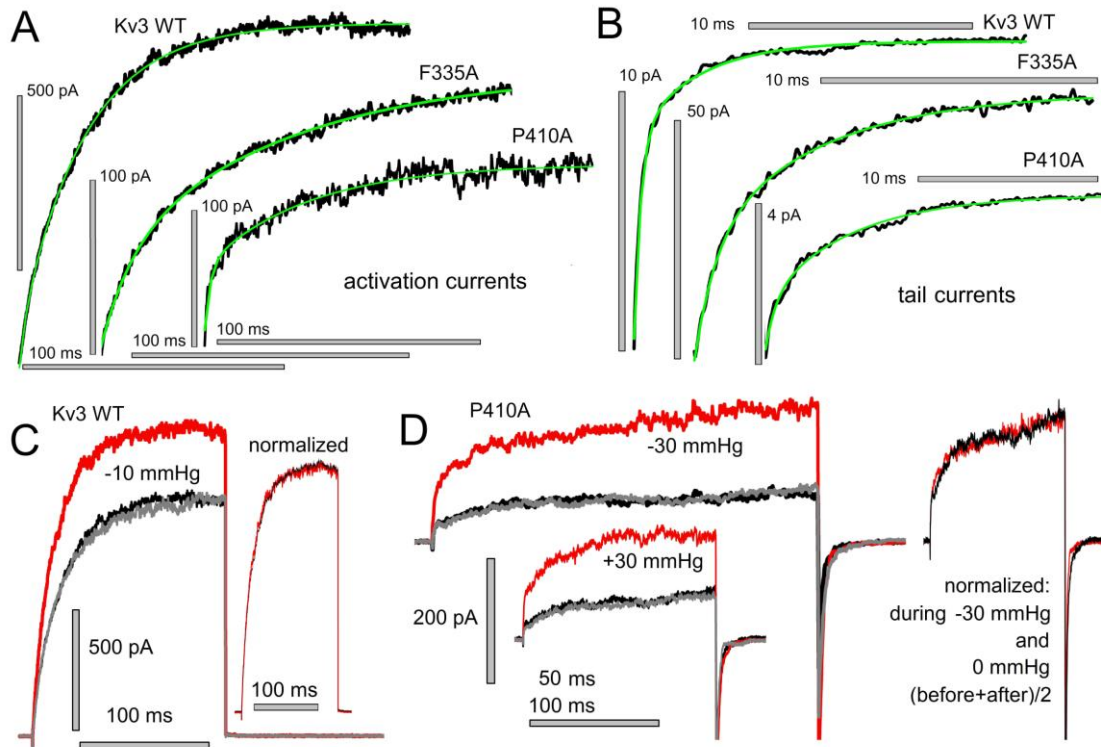 A
Kv3 WT
500 pA
F335A
100 pA
P410A
100 pA
activation currents
100 ms
100 ms
100 ms
B
10 ms
Kv3 WT
10 pA
F335A
50 pA
10 ms
P410A
10 ms
4 pA
tail currents
C
Kv3 WT
-10 mmHg
normalized
500 pA
100 ms
100 ms
D
P410A
-30 mmHg
+30 mmHg
200 pA
50 ms
100 ms
normalized:
during -30 mmHg
and
0 mmHg
(before+after)/2